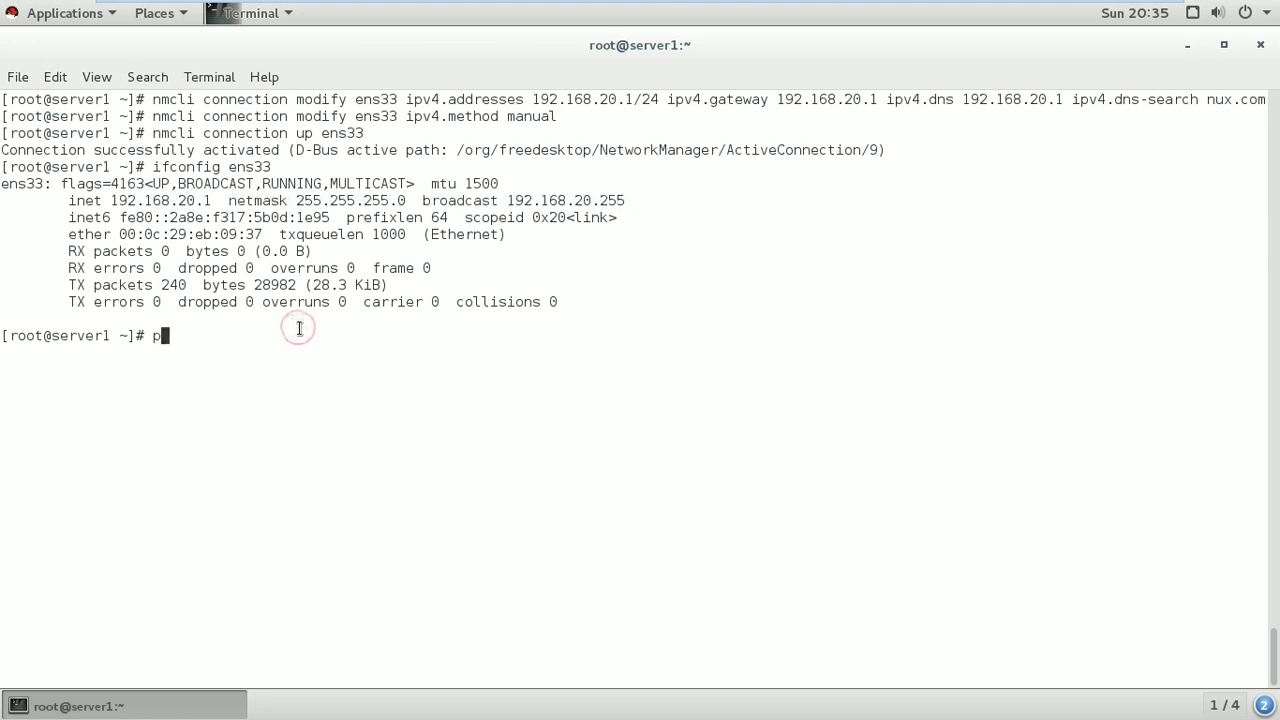 Applications Places Terminal Sun 20:35
root@server1:~
File Edit View Search Terminal Help
[root@server1 ~]# nmcli connection modify ens33 ipv4.addresses 192.168.20.1/24 ipv4.gateway 192.168.20.1 ipv4.dns 192.168.20.1 ipv4.dns-search nux.com
[root@server1 ~]# nmcli connection modify ens33 ipv4.method manual
[root@server1 ~]# nmcli connection up ens33
Connection successfully activated (D-Bus active path: /org/freedesktop/NetworkManager/ActiveConnection/9)
[root@server1 ~]# ifconfig ens33
ens33: flags=4163<UP,BROADCAST,RUNNING,MULTICAST>  mtu 1500
        inet 192.168.20.1  netmask 255.255.255.0  broadcast 192.168.20.255
        inet6 fe80::2a8e:f317:5b0d:1e95  prefixlen 64  scopeid 0x20<link>
        ether 00:0c:29:eb:09:37  txqueuelen 1000  (Ethernet)
        RX packets 0  bytes 0 (0.0 B)
        RX errors 0  dropped 0  overruns 0  frame 0
        TX packets 240  bytes 28982 (28.3 KiB)
        TX errors 0  dropped 0 overruns 0  carrier 0  collisions 0
[root@server1 ~]# p
root@server1:~ 1 / 4 2